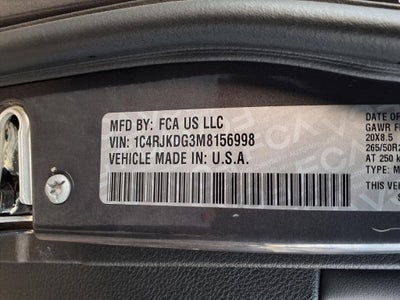 MFD BY: FCA US LLC
VIN: 1C4RJKDG3M8156998
VEHICLE MADE IN: U.S.A.
DATE OF
GAWR F
20X8.5
265/50R2
AT 250 k
TYPE: M
THIS VEH
S